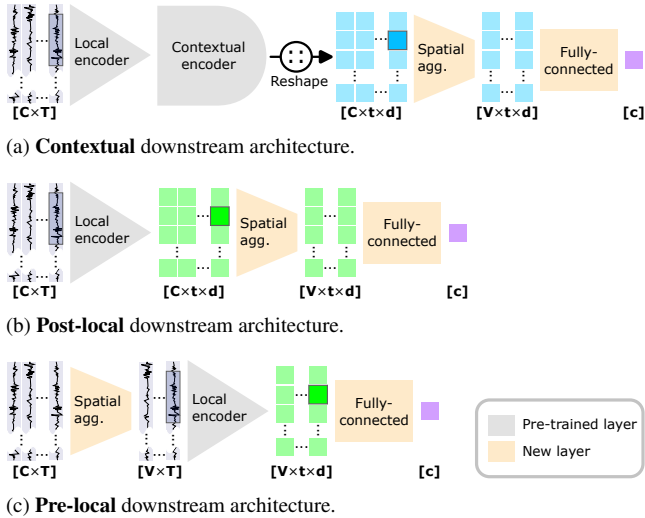 Local
encoder
Contextual
encoder
Reshape
Spatial
agg.
Fully-
connected
[C×T]
[C×t×d]
[V×t×d]
[c]
(a) Contextual downstream architecture.
Local
encoder
Spatial
agg.
Fully-
connected
[C×T]
[C×t×d]
[V×t×d]
[c]
(b) Post-local downstream architecture.
Spatial
agg.
Local
encoder
Fully-
connected
[C×T]
[V×T]
[V×t×d]
[c]
Pre-trained layer
New layer
(c) Pre-local downstream architecture.